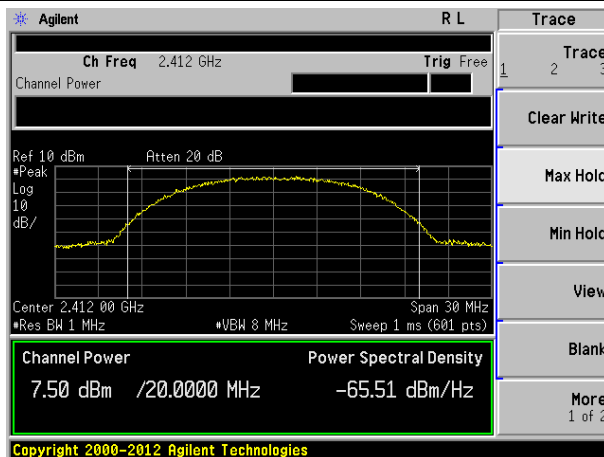 Agilent R L Trace
Ch Freq 2.412 GHz Trig Free
Channel Power
Trace
1 2 3
Clear Write
Max Hold
Min Hold
View
Blank
More
1 of 2
Ref 10 dBm Atten 20 dB
#Peak
Log
10
dB/
Center 2.412 00 GHz Span 30 MHz
#Res BW 1 MHz #VBW 8 MHz Sweep 1 ms (601 pts)
Channel Power Power Spectral Density
7.50 dBm /20.0000 MHz -65.51 dBm/Hz
Copyright 2000-2012 Agilent Technologies